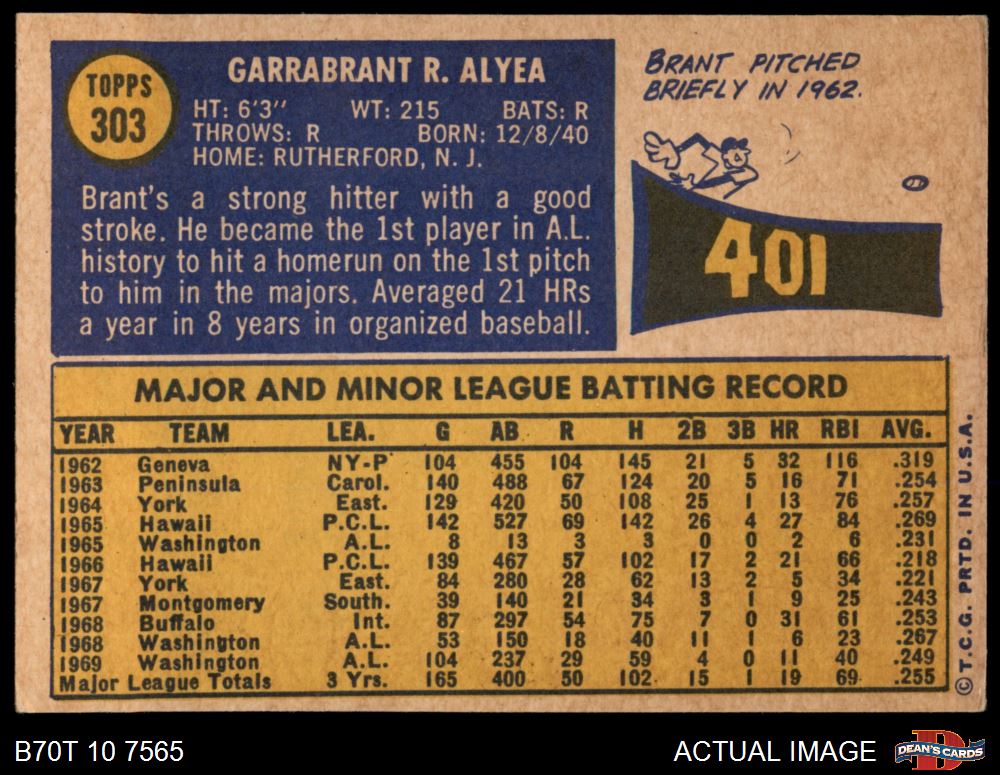 TOPPS
303
GARRABRANT R. ALYEA
HT: 6'3" WT: 215 BATS: R
THROWS: R BORN: 12/8/40
HOME: RUTHERFORD, N. J.
Brant's a strong hitter with a good
stroke. He became the 1st player in A.L.
history to hit a homerun on the 1st pitch
to him in the majors. Averaged 21 HRs
a year in 8 years in organized baseball.
BRANT PITCHED
BRIEFLY IN 1962.
401
MAJOR AND MINOR LEAGUE BATTING RECORD
YEAR TEAM LEA. G AB R H 2B 3B HR RBI AVG.
1962 Geneva NY-P 104 455 104 145 21 5 32 116 .319
1963 Peninsula Carol. 140 488 67 124 20 5 16 71 .254
1964 York East. 129 420 50 108 25 1 13 76 .257
1965 Hawaii P.C.L. 142 527 69 142 26 4 27 84 .269
1965 Washington A.L. 8 13 3 3 0 0 2 6 .231
1966 Hawaii P.C.L. 139 467 57 102 17 2 21 66 .218
1967 York East. 84 280 28 62 13 2 5 34 .221
1967 Montgomery South. 39 140 21 34 3 1 9 25 .243
1968 Buffalo Int. 87 297 54 75 7 0 31 61 .253
1968 Washington A.L. 53 150 18 40 11 1 6 23 .267
1969 Washington A.L. 104 237 29 59 4 0 11 40 .249
Major League Totals 3 Yrs. 165 400 50 102 15 1 19 69 .255
© T.C.G. PRTD. IN U.S.A.
B70T 10 7565
ACTUAL IMAGE
DEAN'S CARDS